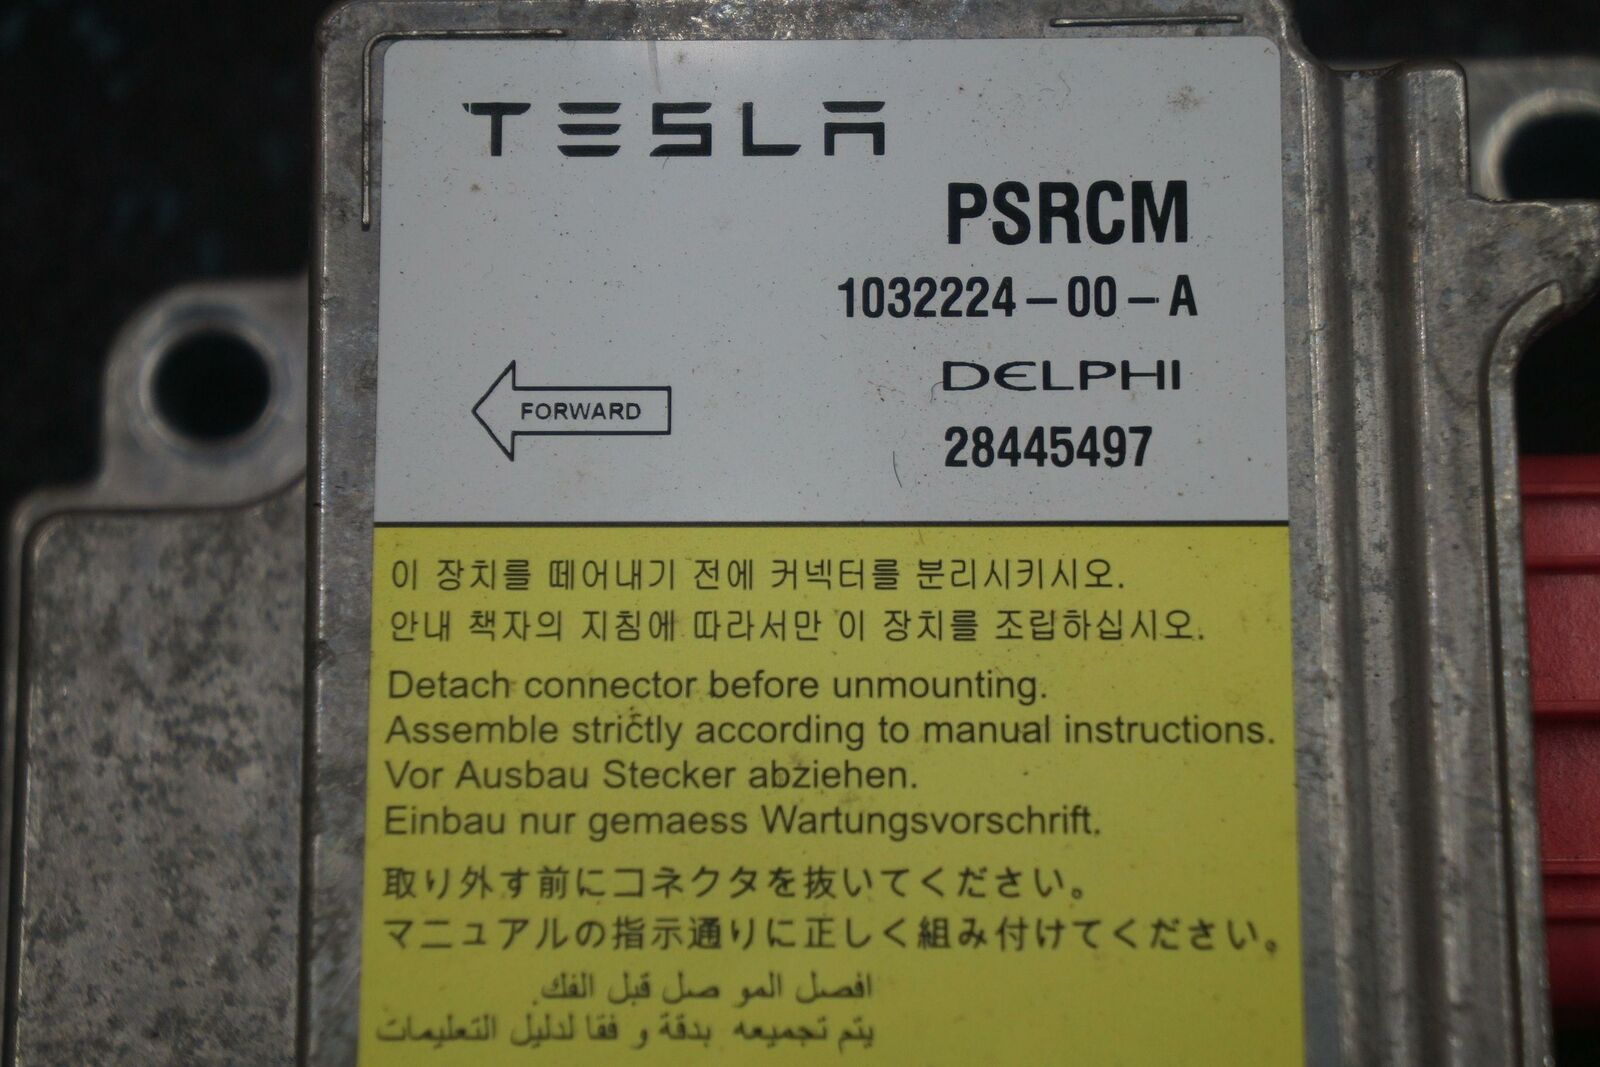 TESLA
PSRCM
1032224-00-A
DELPHI
FORWARD
28445497
이 장치를 떼어내기 전에 커넥터를 분리시키시오.
안내 책자의 지침에 따라서만 이 장치를 조립하십시오.
Detach connector before unmounting.
Assemble strictly according to manual instructions.
Vor Ausbau Stecker abziehen.
Einbau nur gemaess Wartungsvorschrift.
取り外す前にコネクタを抜いてください。
マニュアルの指示通りに正しく組み付けてください。
افصل المو صل قبل الفك.
يتم تجميعه بدقة و فقا لدليل التعليمات